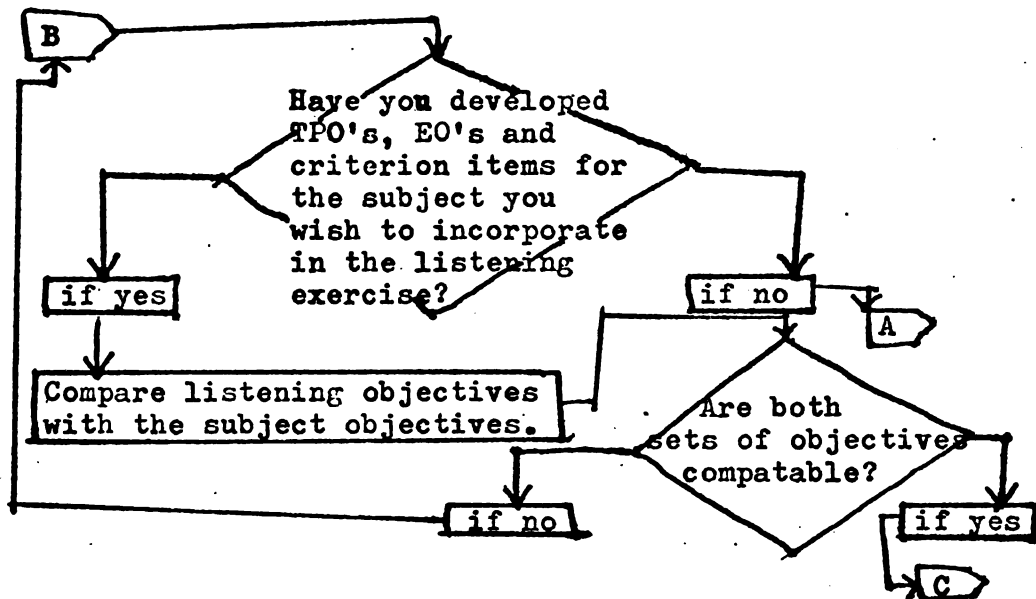 B
Have you developed
TPO's, EO's and
criterion items for
the subject you
wish to incorporate
in the listening
exercise?
if yes
if no
A
Compare listening objectives
with the subject objectives.
Are both
sets of objectives
compatable?
if no
if yes
C